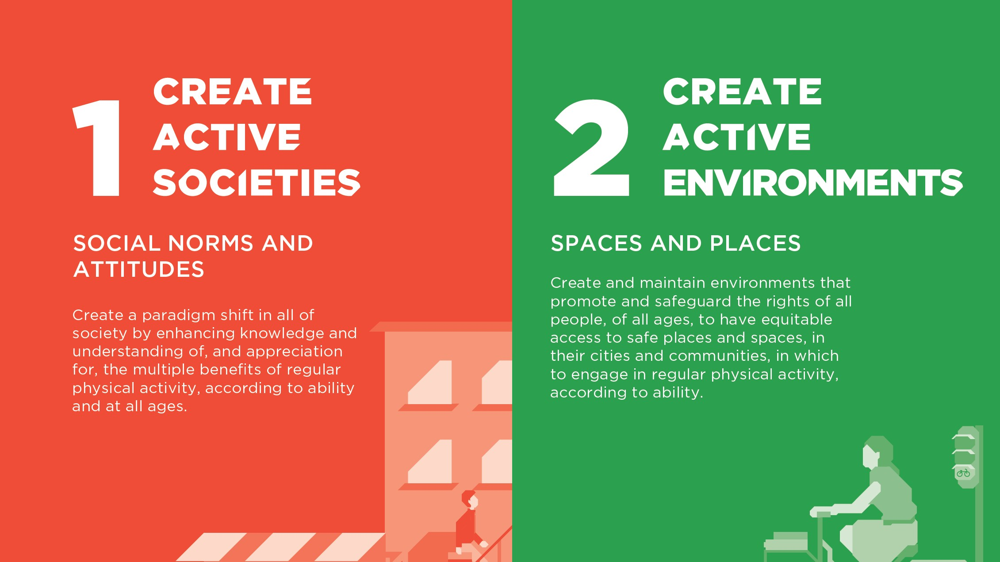 1
CREATE
ACTIVE
SOCIETIES
SOCIAL NORMS AND
ATTITUDES
Create a paradigm shift in all of
society by enhancing knowledge and
understanding of, and appreciation
for, the multiple benefits of regular
physical activity, according to ability
and at all ages.
2
CREATE
ACTIVE
ENVIRONMENTS
SPACES AND PLACES
Create and maintain environments that
promote and safeguard the rights of all
people, of all ages, to have equitable
access to safe places and spaces, in
their cities and communities, in which
to engage in regular physical activity,
according to ability.